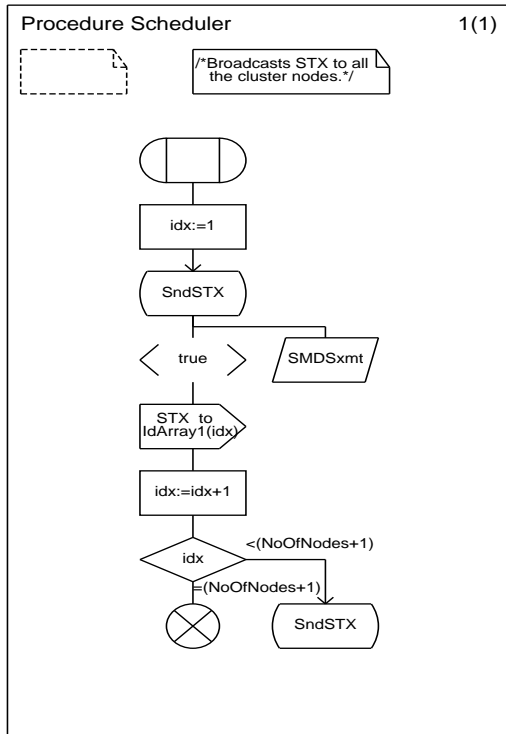 Procedure Scheduler 1(1)
/*Broadcasts STX to all
the cluster nodes.*/
idx:=1
SndSTX
true
SMDSxmt
STX to
IdArray1(idx)
idx:=idx+1
<(NoOfNodes+1)
idx
=(NoOfNodes+1)
SndSTX